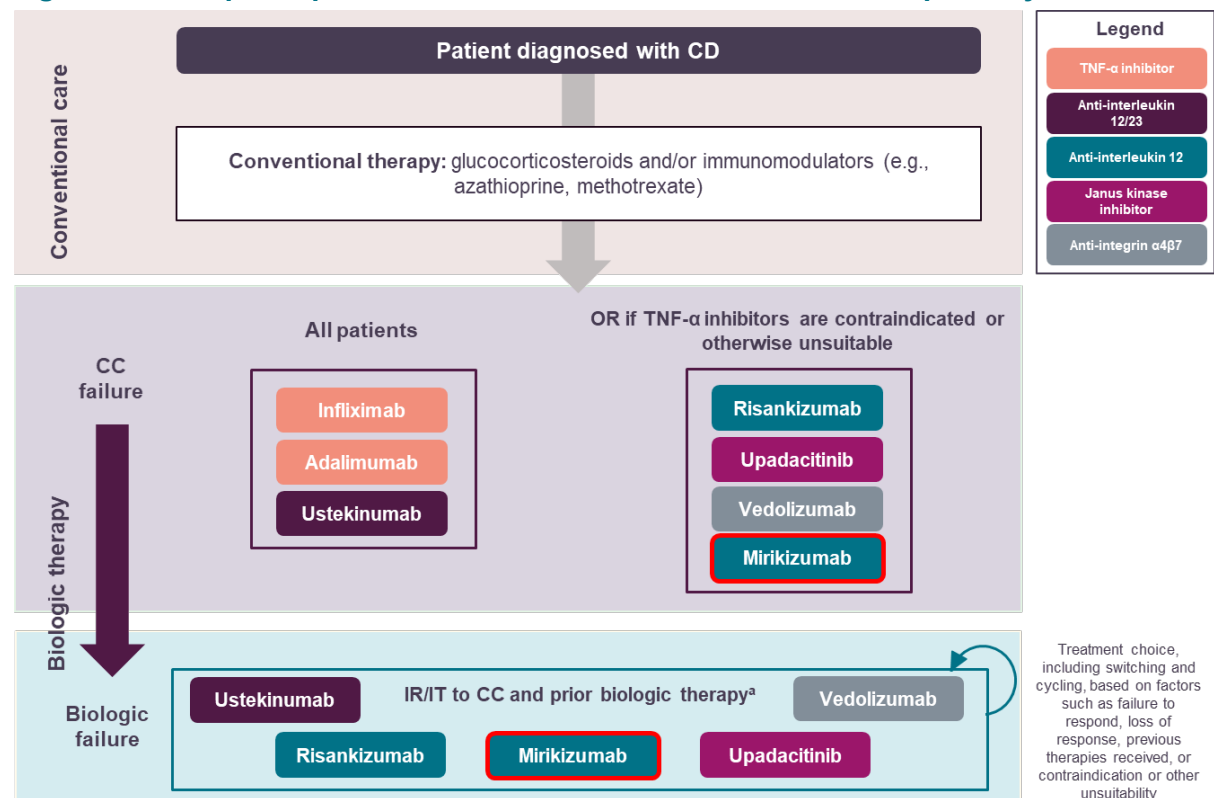 Patient diagnosed with CD
Conventional care
Conventional therapy: glucocorticosteroids and/or immunomodulators (e.g.,
azathioprine, methotrexate)
Legend
TNF-α inhibitor
Anti-interleukin
12/23
Anti-interleukin 12
Janus kinase
inhibitor
Anti-integrin α4β7
Biologic therapy
CC
failure
All patients
Infliximab
Adalimumab
Ustekinumab
OR if TNF-α inhibitors are contraindicated or
otherwise unsuitable
Risankizumab
Upadacitinib
Vedolizumab
Mirikizumab
Biologic
failure
Ustekinumab
IR/IT to CC and prior biologic therapyᵃ
Vedolizumab
Risankizumab
Mirikizumab
Upadacitinib
Treatment choice,
including switching and
cycling, based on factors
such as failure to
respond, loss of
response, previous
therapies received, or
contraindication or other
unsuitability